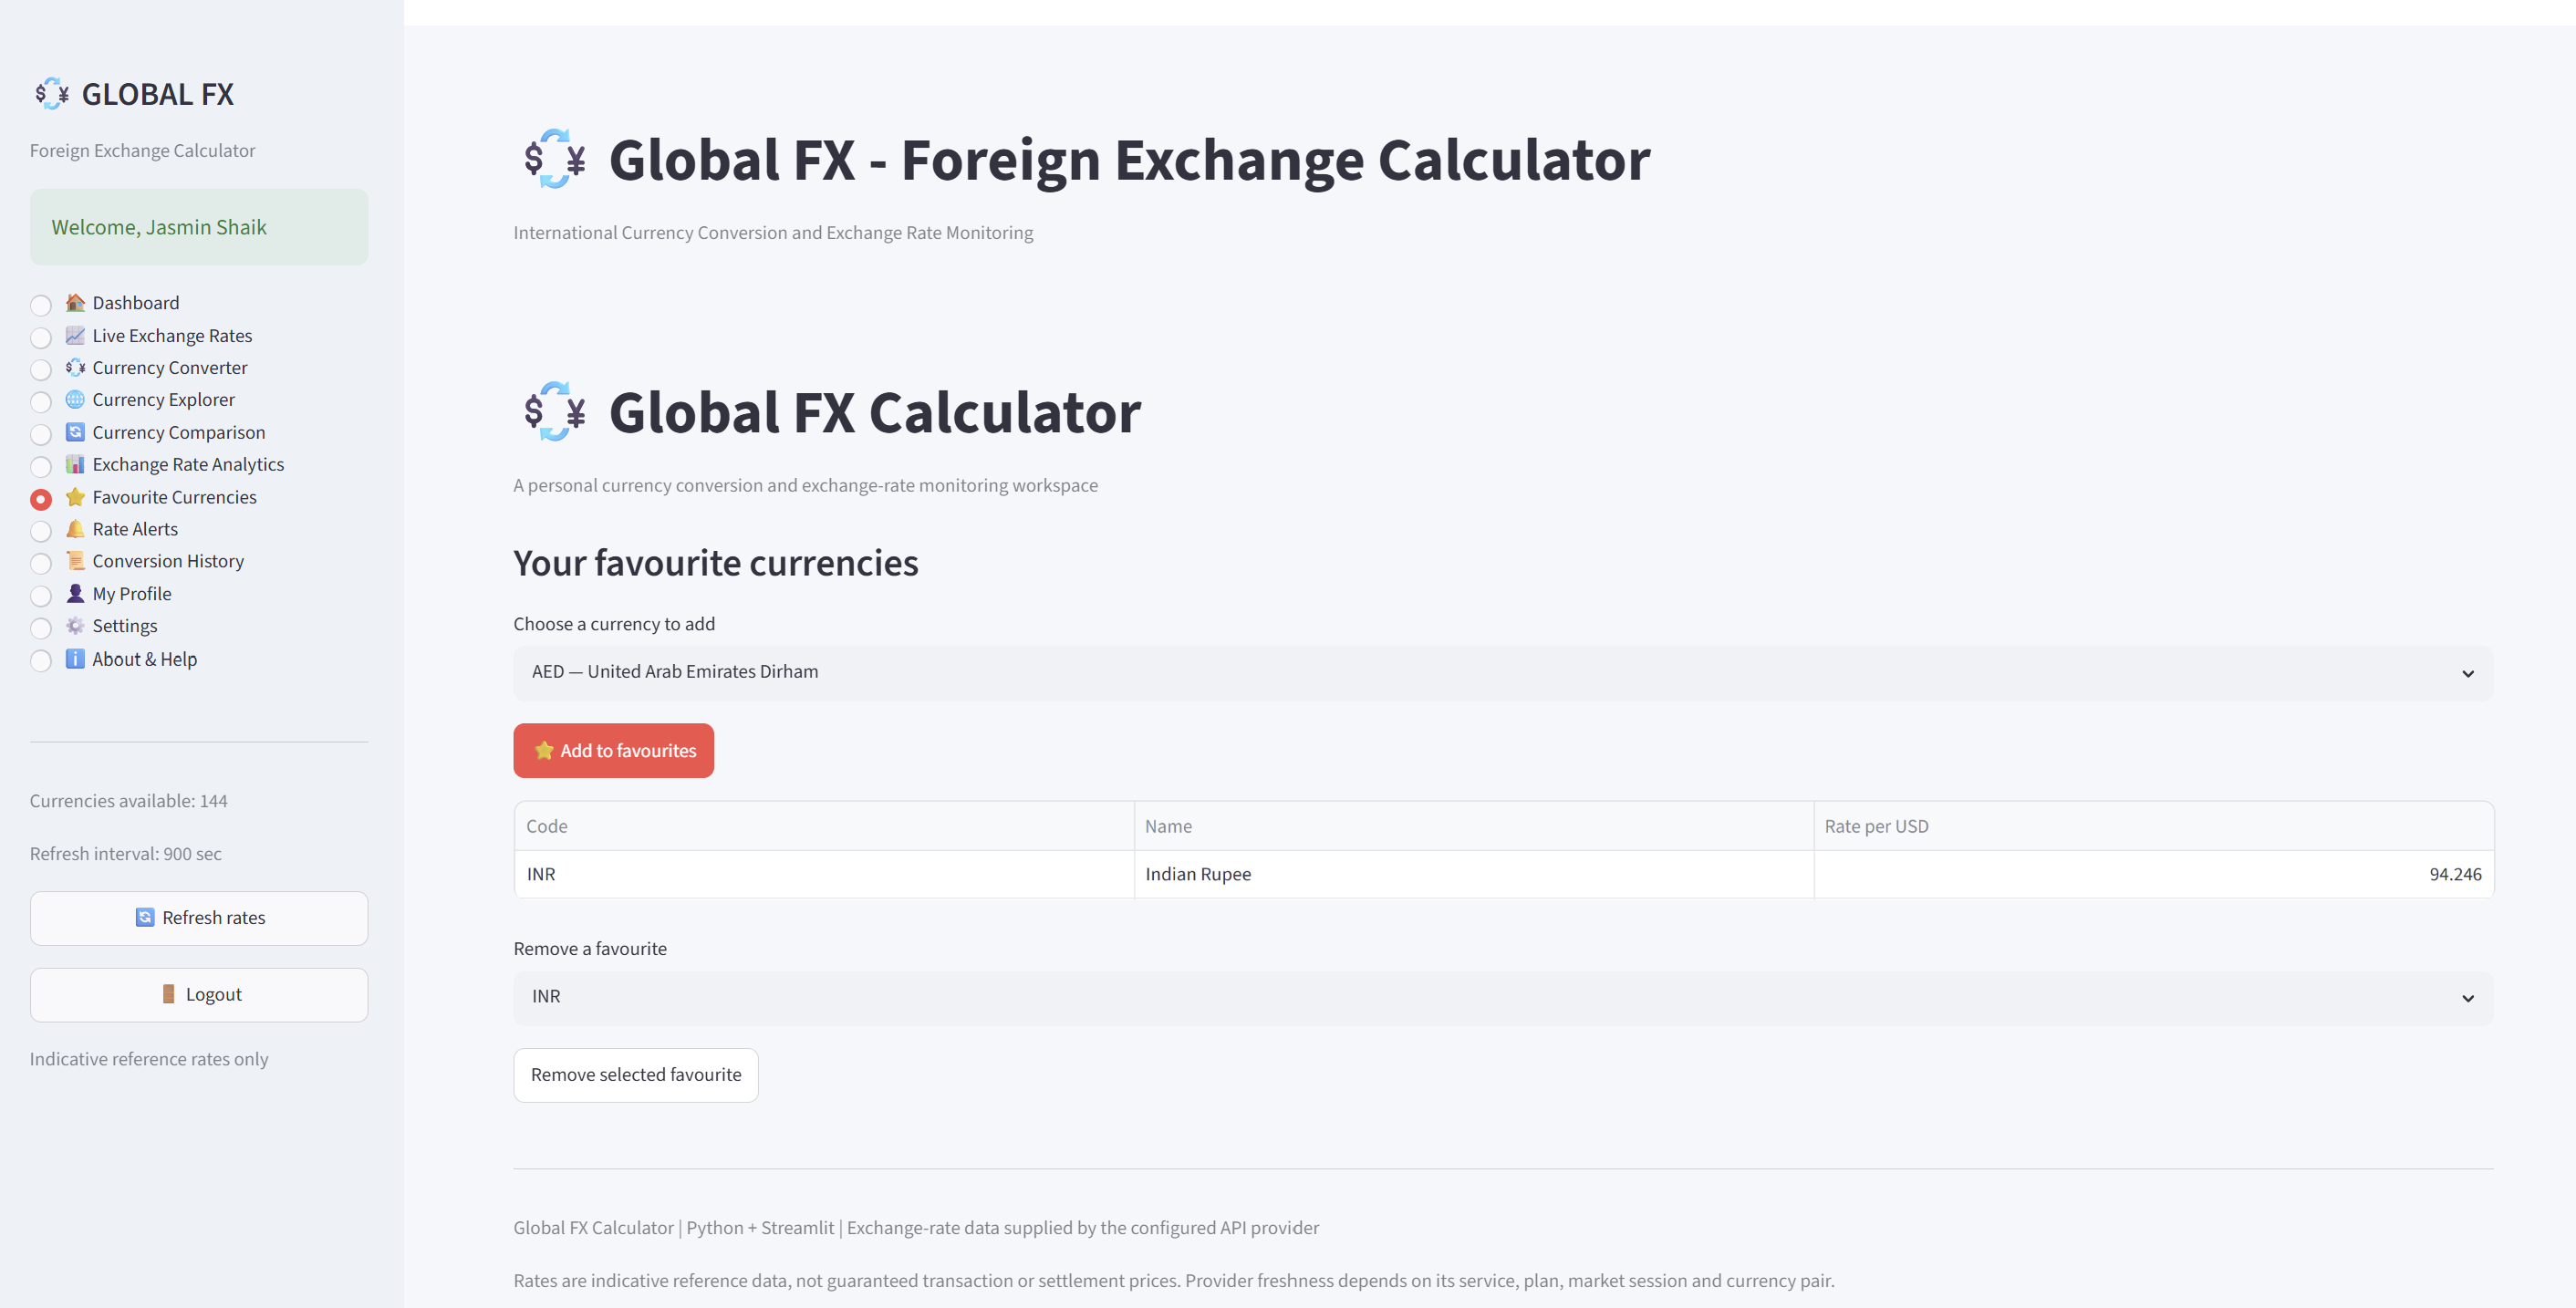 GLOBAL FX
Foreign Exchange Calculator
Welcome, Jasmin Shaik
Dashboard
Live Exchange Rates
Currency Converter
Currency Explorer
Currency Comparison
Exchange Rate Analytics
Favourite Currencies
Rate Alerts
Conversion History
My Profile
Settings
About & Help
Currencies available: 144
Refresh interval: 900 sec
Refresh rates
Logout
Indicative reference rates only
Global FX - Foreign Exchange Calculator
International Currency Conversion and Exchange Rate Monitoring
Global FX Calculator
A personal currency conversion and exchange-rate monitoring workspace
Your favourite currencies
Choose a currency to add
AED — United Arab Emirates Dirham
Add to favourites
Code Name Rate per USD
INR Indian Rupee 94.246
Remove a favourite
INR
Remove selected favourite
Global FX Calculator | Python + Streamlit | Exchange-rate data supplied by the configured API provider
Rates are indicative reference data, not guaranteed transaction or settlement prices. Provider freshness depends on its service, plan, market session and currency pair.